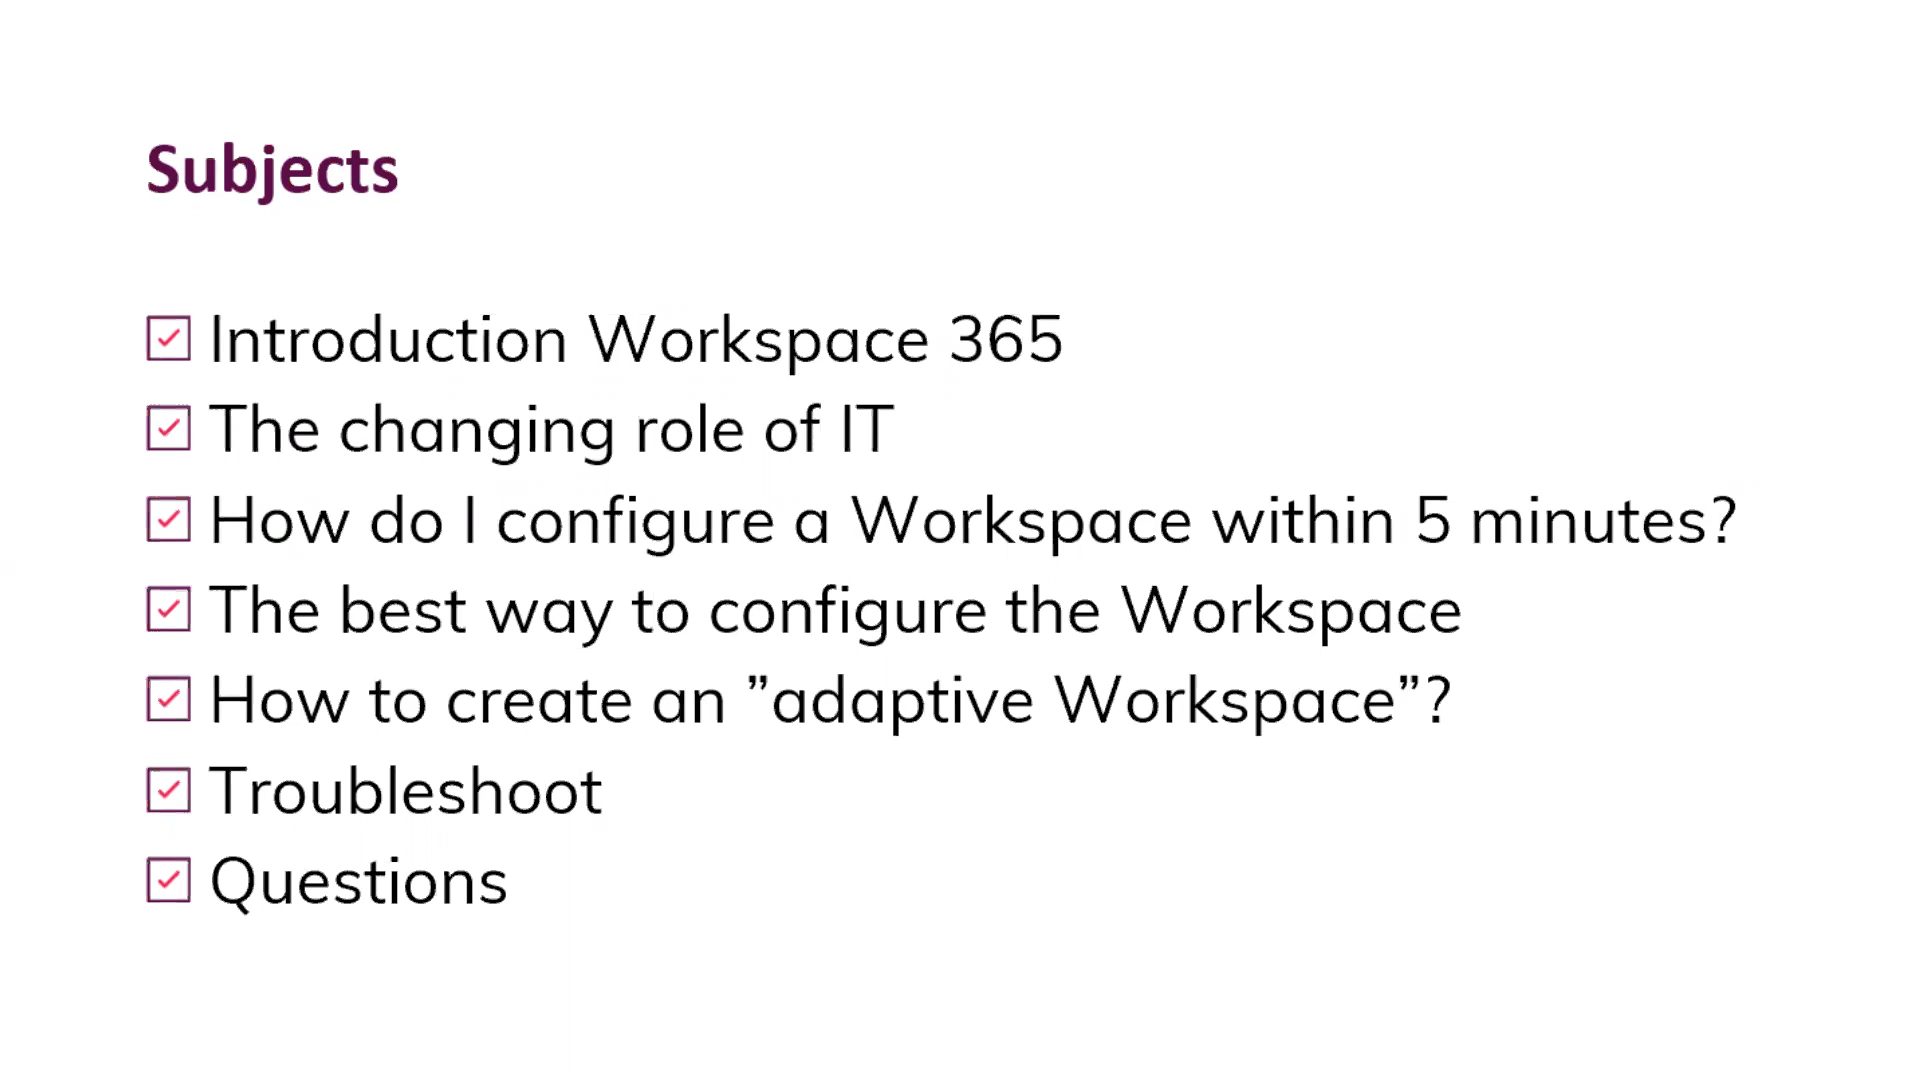 Subjects
Introduction Workspace 365
The changing role of IT
How do I configure a Workspace within 5 minutes?
The best way to configure the Workspace
How to create an ”adaptive Workspace”?
Troubleshoot
Questions